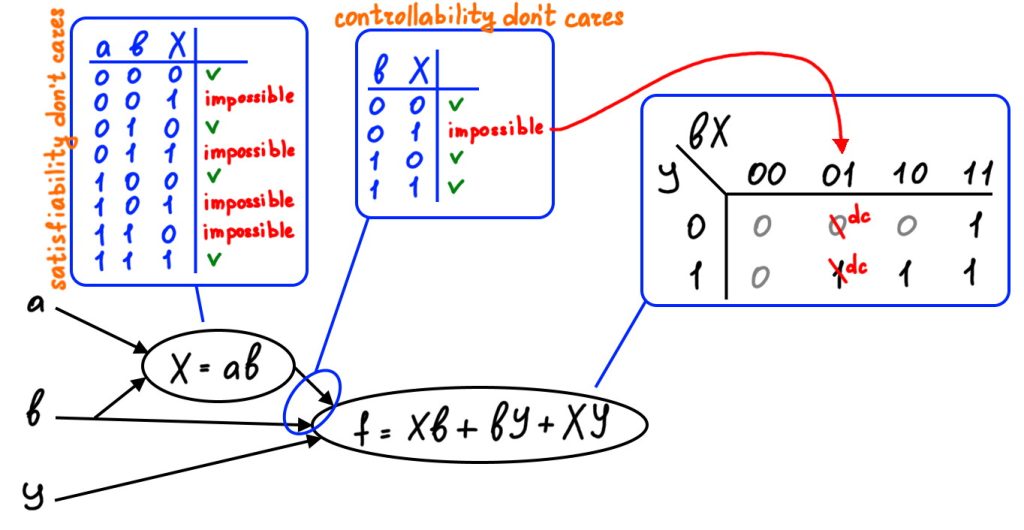 satisfiability don't cares
a b X
0 0 0 ✓
0 0 1 impossible
0 1 0 ✓
0 1 1 impossible
1 0 0 ✓
1 0 1 impossible
1 1 0 impossible
1 1 1 ✓
controllability don't cares
b X
0 0 ✓
0 1 impossible
1 0 ✓
1 1 ✓
bX
y 00 01 10 11
0 0 0 dc 0 1
1 0 1 dc 1 1
a
X = ab
b
f = Xb + by + Xy
y